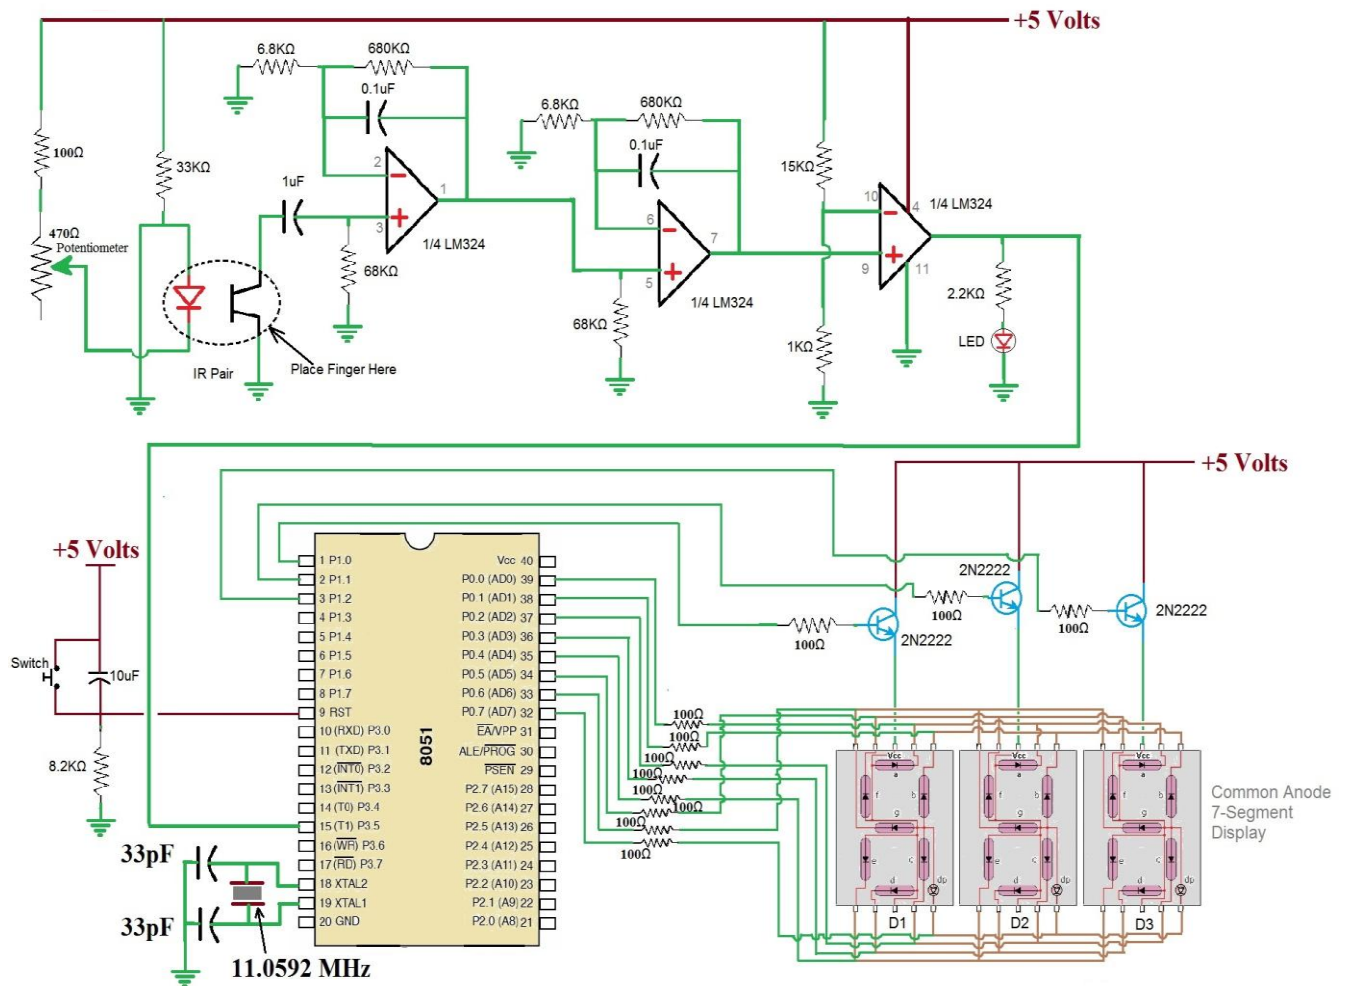 +5 Volts
6.8KΩ
680KΩ
0.1uF
100Ω
33KΩ
1uF
2
3
1
1/4 LM324
68KΩ
470Ω
Potentiometer
IR Pair
Place Finger Here
6.8KΩ
680KΩ
0.1uF
6
5
7
1/4 LM324
68KΩ
15KΩ
1KΩ
10
9
4
11
1/4 LM324
2.2KΩ
LED
+5 Volts
+5 Volts
Switch
10uF
8.2KΩ
33pF
33pF
11.0592 MHz
8051
1 P1.0
2 P1.1
3 P1.2
4 P1.3
5 P1.4
6 P1.5
7 P1.6
8 P1.7
9 RST
10 (RXD) P3.0
11 (TXD) P3.1
12 (INT0) P3.2
13 (INT1) P3.3
14 (T0) P3.4
15 (T1) P3.5
16 (WR) P3.6
17 (RD) P3.7
18 XTAL2
19 XTAL1
20 GND
Vcc 40
P0.0 (AD0) 39
P0.1 (AD1) 38
P0.2 (AD2) 37
P0.3 (AD3) 36
P0.4 (AD4) 35
P0.5 (AD5) 34
P0.6 (AD6) 33
P0.7 (AD7) 32
EA/VPP 31
ALE/PROG 30
PSEN 29
P2.7 (A15) 28
P2.6 (A14) 27
P2.5 (A13) 26
P2.4 (A12) 25
P2.3 (A11) 24
P2.2 (A10) 23
P2.1 (A9) 22
P2.0 (A8) 21
100Ω
2N2222
100Ω
2N2222
100Ω
2N2222
100Ω
100Ω
100Ω
100Ω
100Ω
100Ω
100Ω
100Ω
Vcc
a
f
b
g
e
c
d
dp
D1
Vcc
a
f
b
g
e
c
d
dp
D2
Vcc
a
f
b
g
e
c
d
dp
D3
Common Anode
7-Segment
Display